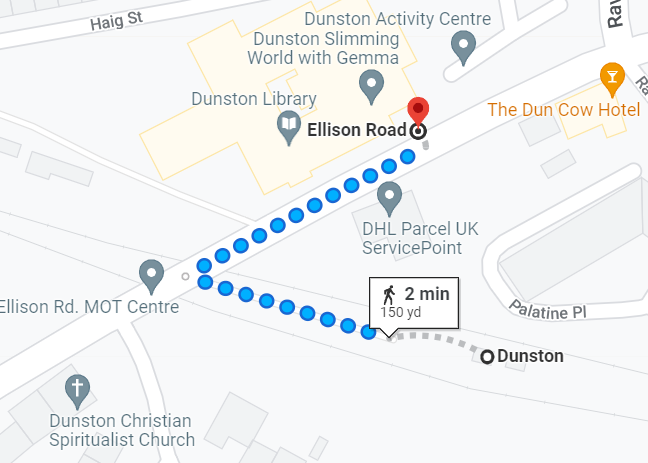 Haig St
Dunston Activity Centre
Rav
Dunston Slimming
World with Gemma
The Dun Cow Hotel
Dunston Library
Ellison Road
DHL Parcel UK
ServicePoint
Ellison Rd. MOT Centre
2 min
150 yd
Palatine Pl
Dunston
Dunston Christian
Spiritualist Church